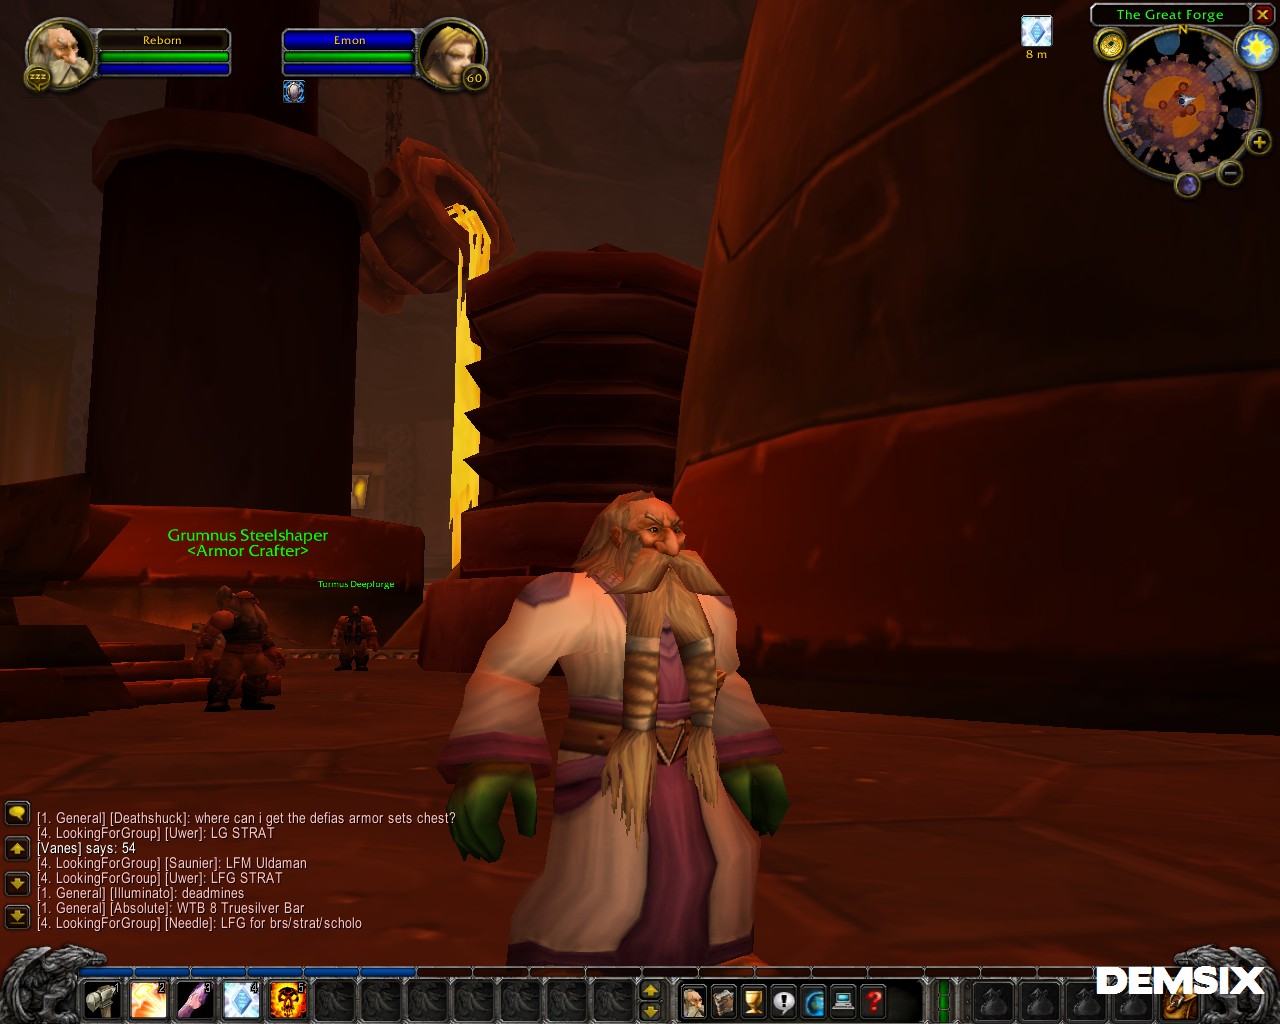 Reborn
zzz
Emon
60
8 m
The Great Forge
N
Grumnus Steelshaper
<Armor Crafter>
Tormus Deepforge
[1. General] [Deathshuck]: where can i get the defias armor sets chest?
[4. LookingForGroup] [Uwer]: LG STRAT
[Vanes] says: 54
[4. LookingForGroup] [Saunier]: LFM Uldaman
[4. LookingForGroup] [Uwer]: LFG STRAT
[1. General] [Illuminato]: deadmines
[1. General] [Absolute]: WTB 8 Truesilver Bar
[4. LookingForGroup] [Needle]: LFG for brs/strat/scholo
1 2 3 4 5
! ?
DEMSIX